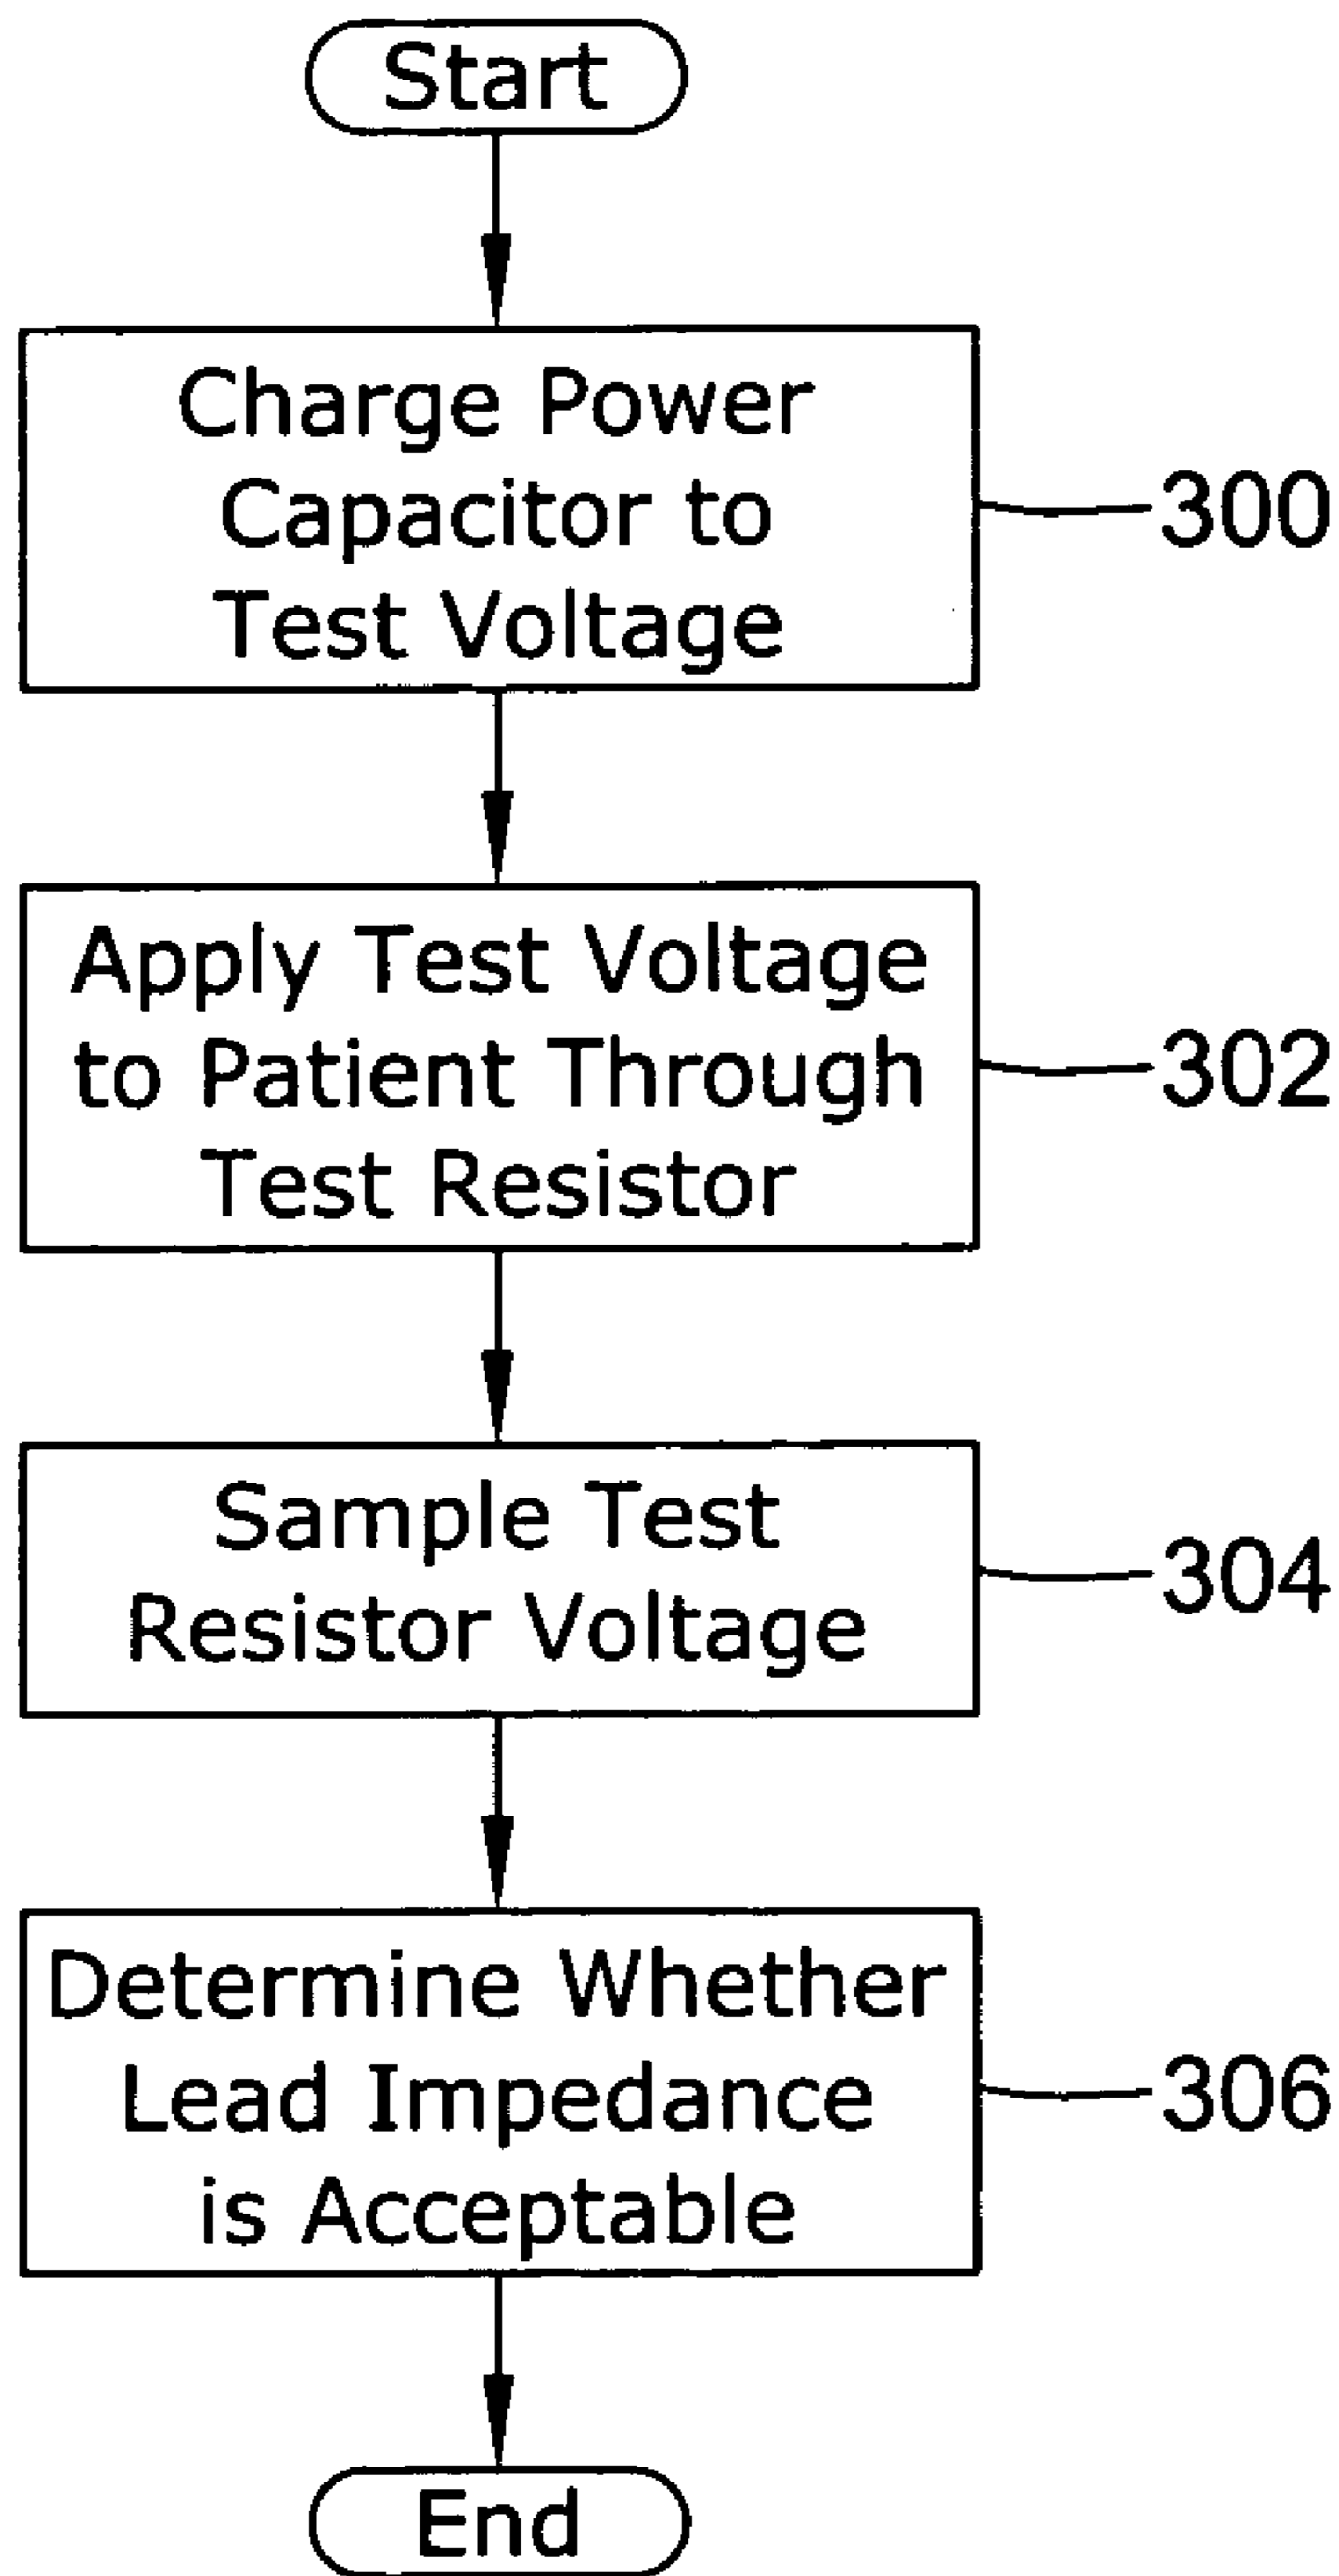 Start
Charge Power
Capacitor to
Test Voltage
300
Apply Test Voltage
to Patient Through
Test Resistor
302
Sample Test
Resistor Voltage
304
Determine Whether
Lead Impedance
is Acceptable
306
End